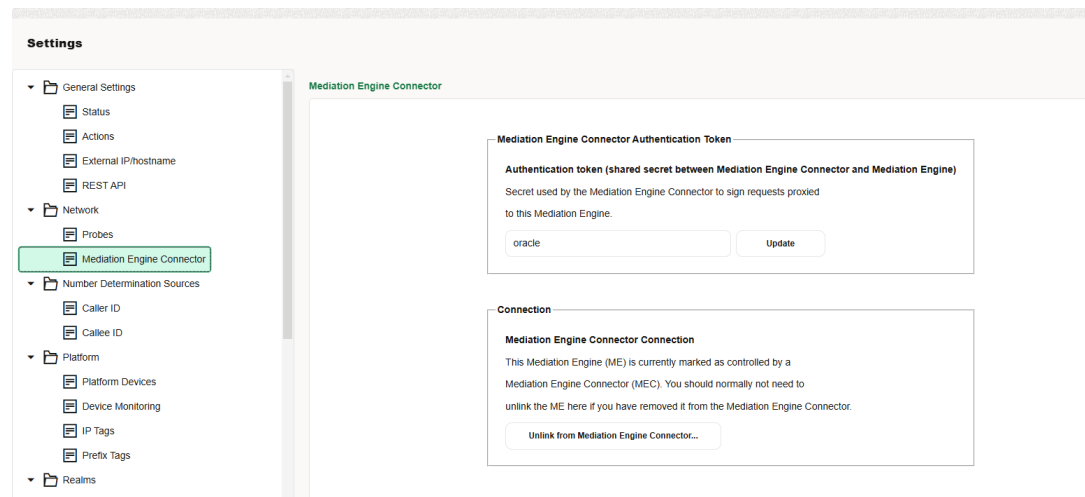 Settings
General Settings
Status
Actions
External IP/hostname
REST API
Network
Probes
Mediation Engine Connector
Number Determination Sources
Caller ID
Callee ID
Platform
Platform Devices
Device Monitoring
IP Tags
Prefix Tags
Realms
Mediation Engine Connector
Mediation Engine Connector Authentication Token
Authentication token (shared secret between Mediation Engine Connector and Mediation Engine)
Secret used by the Mediation Engine Connector to sign requests proxied
to this Mediation Engine.
oracle
Update
Connection
Mediation Engine Connector Connection
This Mediation Engine (ME) is currently marked as controlled by a
Mediation Engine Connector (MEC). You should normally not need to
unlink the ME here if you have removed it from the Mediation Engine Connector.
Unlink from Mediation Engine Connector...